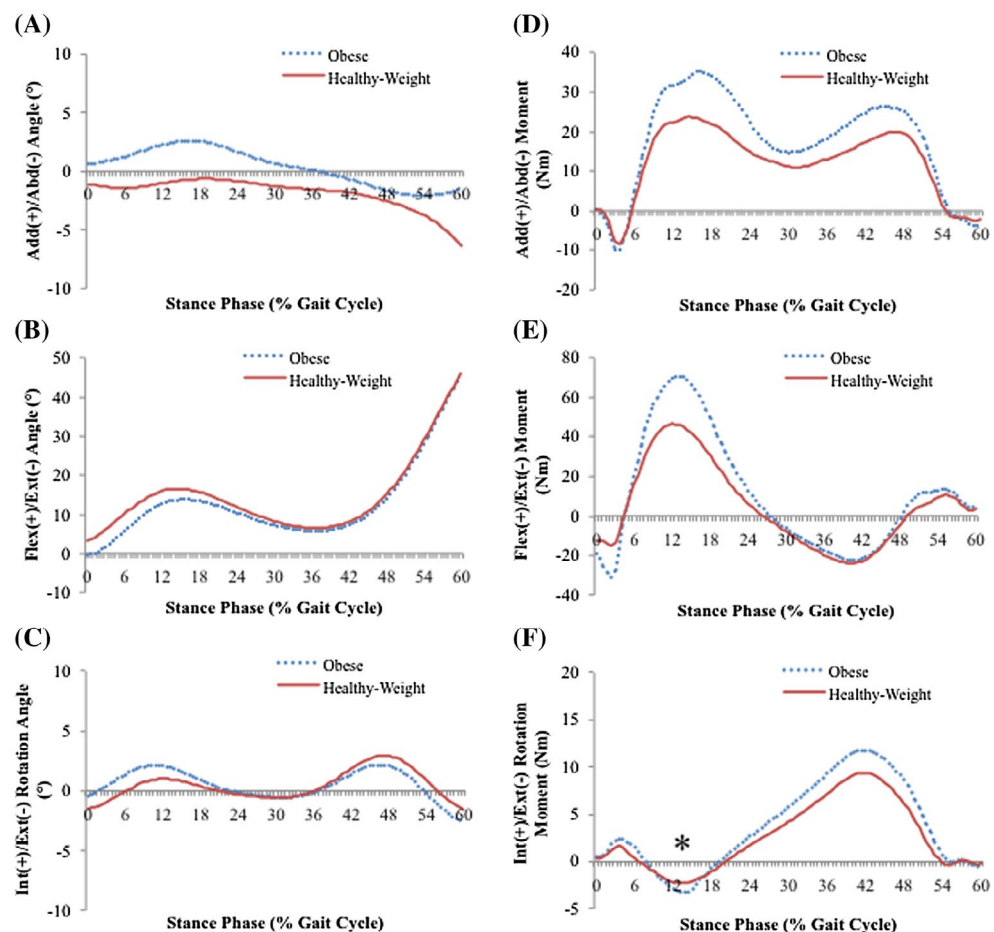 (A)
Obese
Healthy-Weight
Add(+)/Abd(-) Angle (°)
10
5
0
-5
-10
0 6 12 18 24 30 36 42 48 54 60
Stance Phase (% Gait Cycle)
(B)
Obese
Healthy-Weight
Flex(+)/Ext(-) Angle (°)
50
40
30
20
10
0
-10
0 6 12 18 24 30 36 42 48 54 60
Stance Phase (% Gait Cycle)
(C)
Obese
Healthy-Weight
Int(+)/Ext(-) Rotation Angle
(°)
10
5
0
-5
-10
0 6 12 18 24 30 36 42 48 54 60
Stance Phase (% Gait Cycle)
(D)
Obese
Healthy-Weight
Add(+)/Abd(-) Moment
(Nm)
40
30
20
10
0
-10
-20
0 6 12 18 24 30 36 42 48 54 60
Stance Phase (% Gait Cycle)
(E)
Obese
Healthy-Weight
Flex(+)/Ext(-) Moment
(Nm)
80
60
40
20
0
-20
-40
0 6 12 18 24 30 36 42 48 54 60
Stance Phase (% Gait Cycle)
(F)
Obese
Healthy-Weight
Int(+)/Ext(-) Rotation
Moment (Nm)
20
15
10
5
0
-5
*
0 6 12 18 24 30 36 42 48 54 60
Stance Phase (% Gait Cycle)